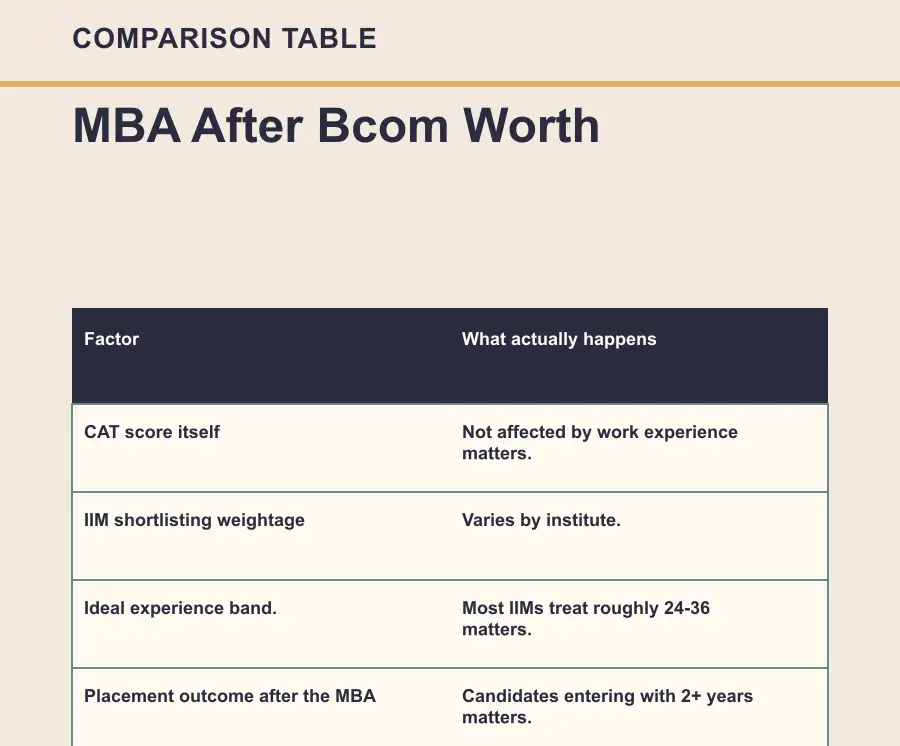 COMPARISON TABLE
MBA After Bcom Worth
Factor
What actually happens
CAT score itself
Not affected by work experience
matters.
IIM shortlisting weightage
Varies by institute.
Ideal experience band.
Most IIMs treat roughly 24-36
matters.
Placement outcome after the MBA
Candidates entering with 2+ years
matters.